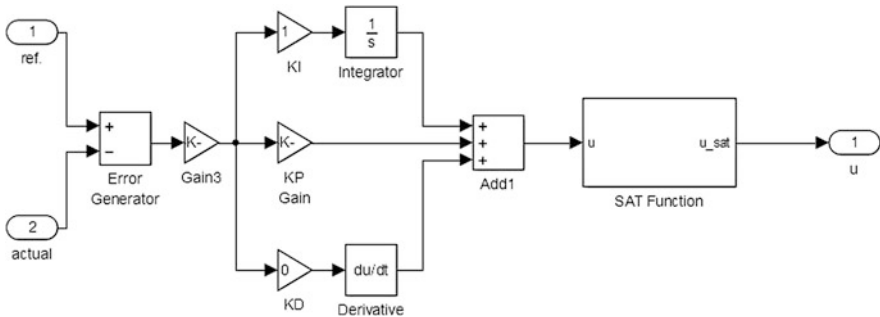 1
ref.
2
actual
+
−
Error
Generator
K-
Gain3
1
KI
1
s
Integrator
K-
KP
Gain
0
KD
du/dt
Derivative
+
+
+
Add1
u
u_sat
SAT Function
1
u